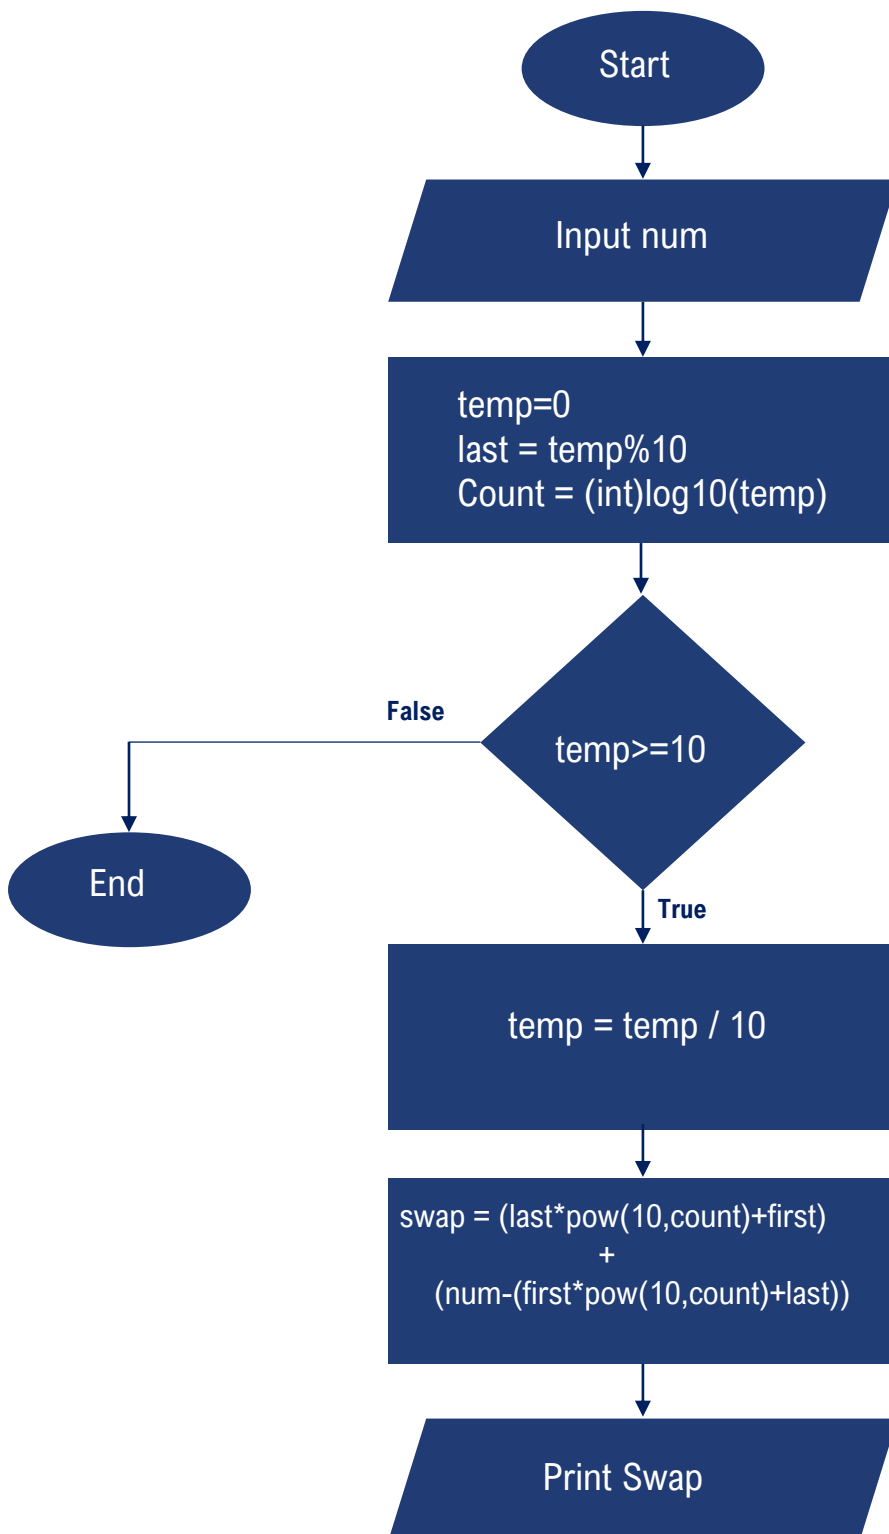 Start
Input num
temp=0
last = temp%10
Count = (int)log10(temp)
False
temp>=10
End
True
temp = temp / 10
swap = (last*pow(10,count)+first)
+
(num-(first*pow(10,count)+last))
Print Swap